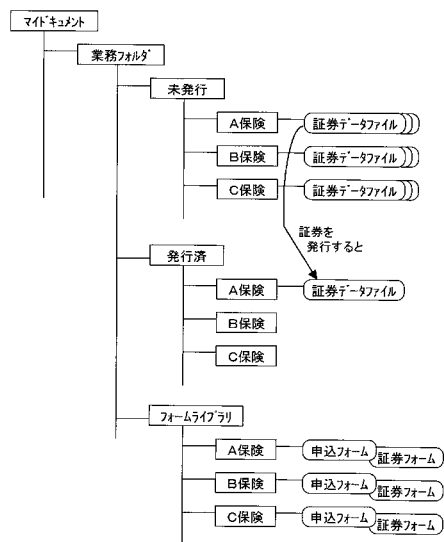 マイドキュメント
業務フォルダ
未発行
A保険 証券データファイル
B保険 証券データファイル
C保険 証券データファイル
証券を
発行すると
発行済
A保険 証券データファイル
B保険
C保険
フォームライブラリ
A保険 申込フォーム 証券フォーム
B保険 申込フォーム 証券フォーム
C保険 申込フォーム 証券フォーム